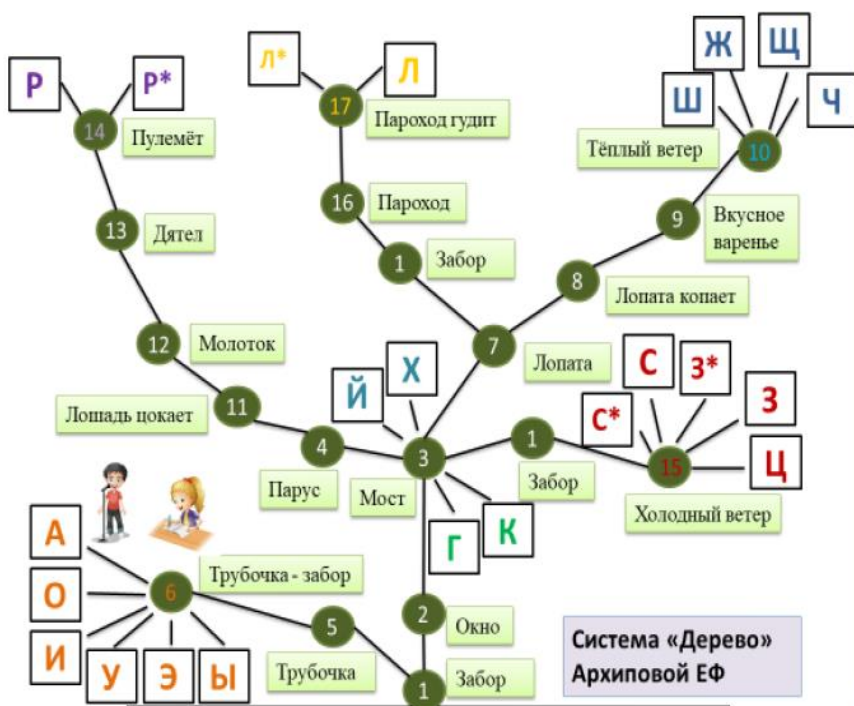 Р
Р*
14
Пулемёт
13
Дятел
12
Молоток
11
Лошадь цокает
4
Парус
Л*
Л
17
Пароход гудит
16
Пароход
1
Забор
7
Лопата
Ш
Ж
Щ
Ч
10
Тёплый ветер
9
Вкусное
варенье
8
Лопата копает
Й
Х
3
Мост
Г
К
1
Забор
С*
С
З*
З
Ц
15
Холодный ветер
А
О
И
У
Э
Ы
6
Трубочка - забор
5
Трубочка
2
Окно
1
Забор
Система «Дерево»
Архиповой ЕФ